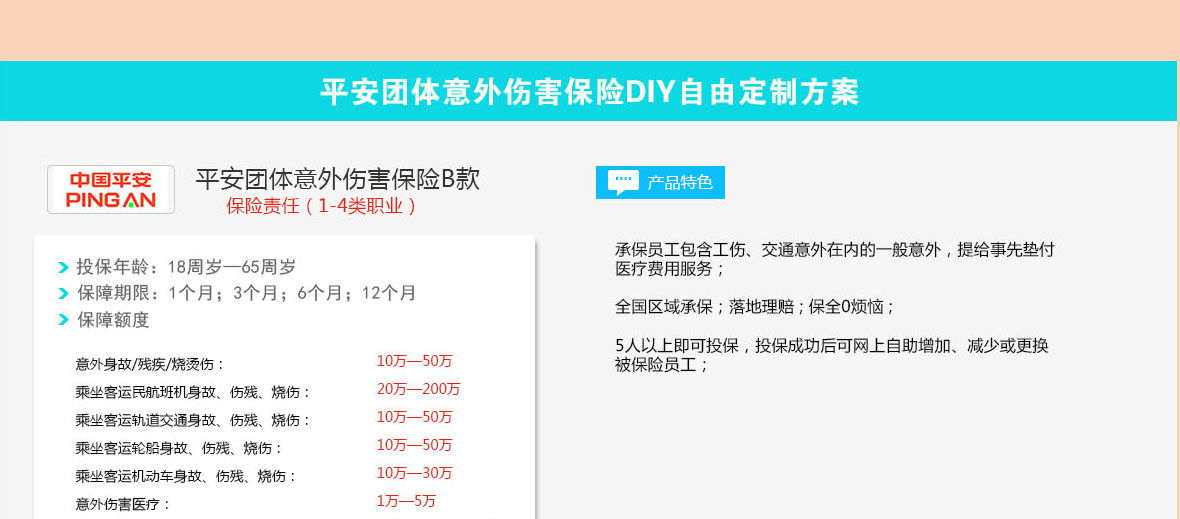 平安团体意外伤害保险DIY自由定制方案
中国平安
PING AN
平安团体意外伤害保险B款
保险责任（1-4类职业）
投保年龄：18周岁—65周岁
保障期限：1个月；3个月；6个月；12个月
保障额度
意外身故/残疾/烧烫伤： 10万—50万
乘坐客运民航班机身故、伤残、烧伤： 20万—200万
乘坐客运轨道交通身故、伤残、烧伤： 10万—50万
乘坐客运轮船身故、伤残、烧伤： 10万—50万
乘坐客运机动车身故、伤残、烧伤： 10万—30万
意外伤害医疗： 1万—5万
产品特色
承保员工包含工伤、交通意外在内的一般意外，提给事先垫付
医疗费用服务；
全国区域承保；落地理赔；保全0烦恼；
5人以上即可投保，投保成功后可网上自助增加、减少或更换
被保险员工；